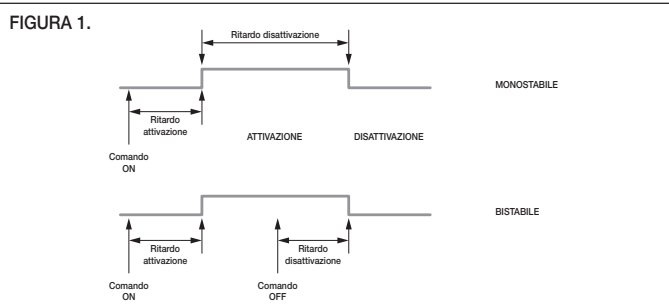 FIGURA 1.
Ritardo disattivazione
MONOSTABILE
Ritardo
attivazione
ATTIVAZIONE
DISATTIVAZIONE
Comando
ON
BISTABILE
Ritardo
attivazione
Ritardo
disattivazione
Comando
ON
Comando
OFF